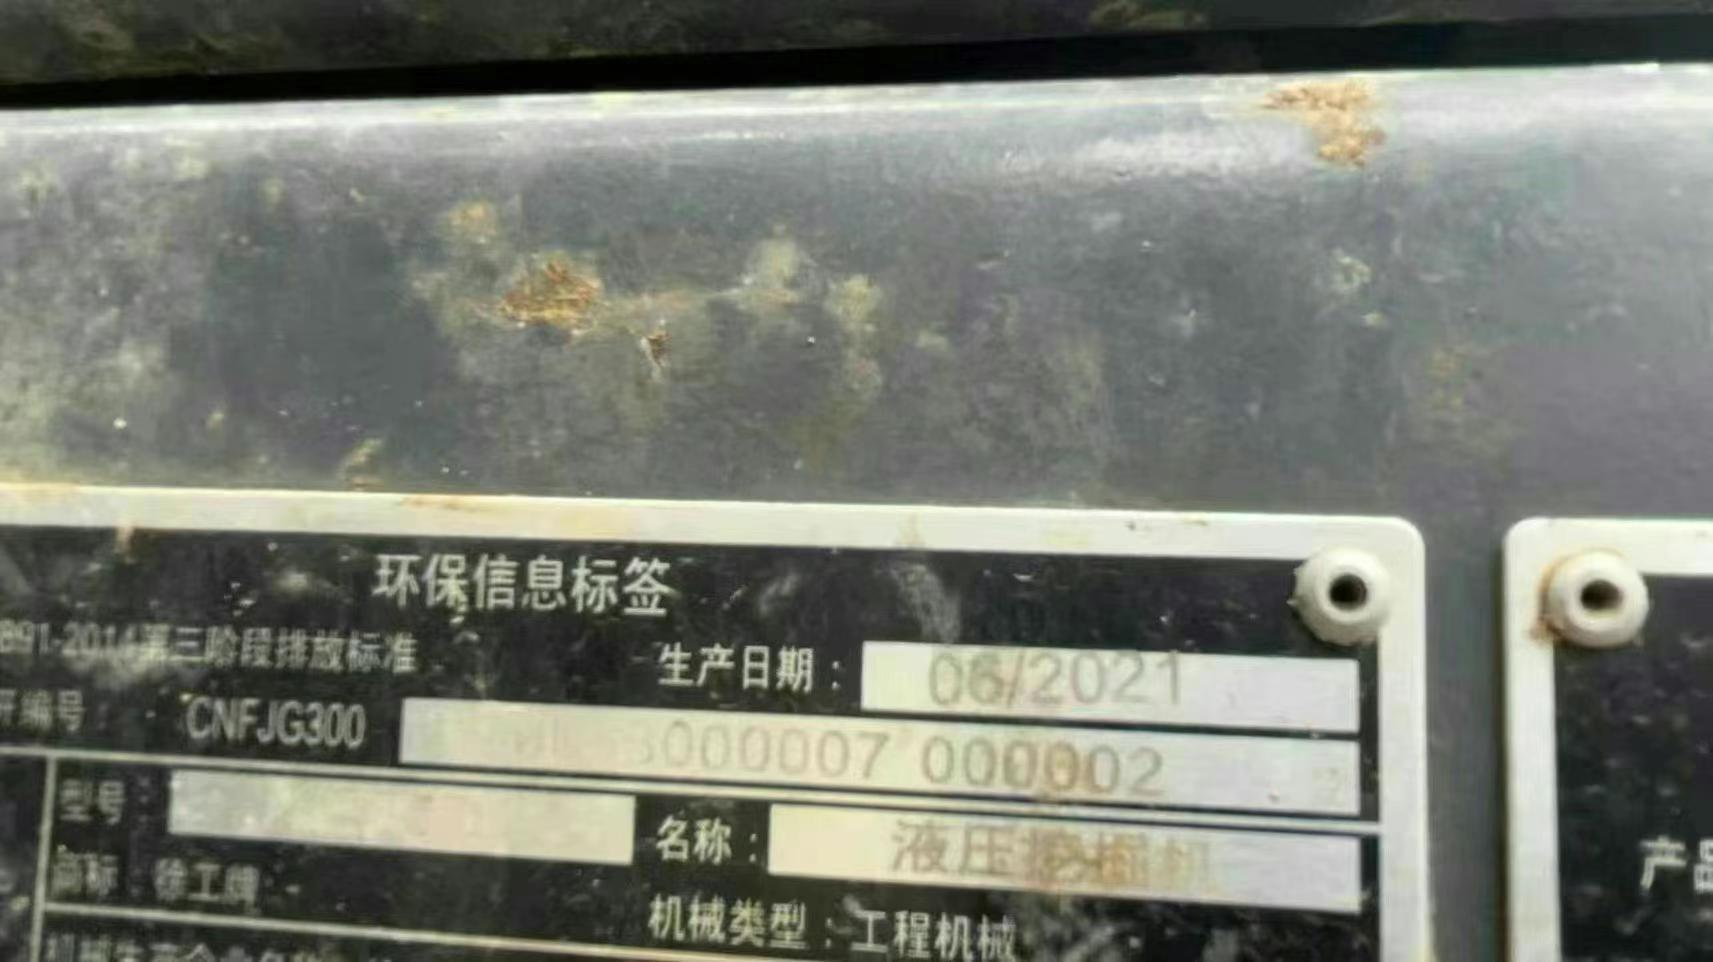 环保信息标签
891-2014第三阶段排放标准
生产日期：06/2021
编号 CNFJG300 000007 000002
型号： 名称：液压挖掘机
商标：徐工牌
机械类型：工程机械
产品